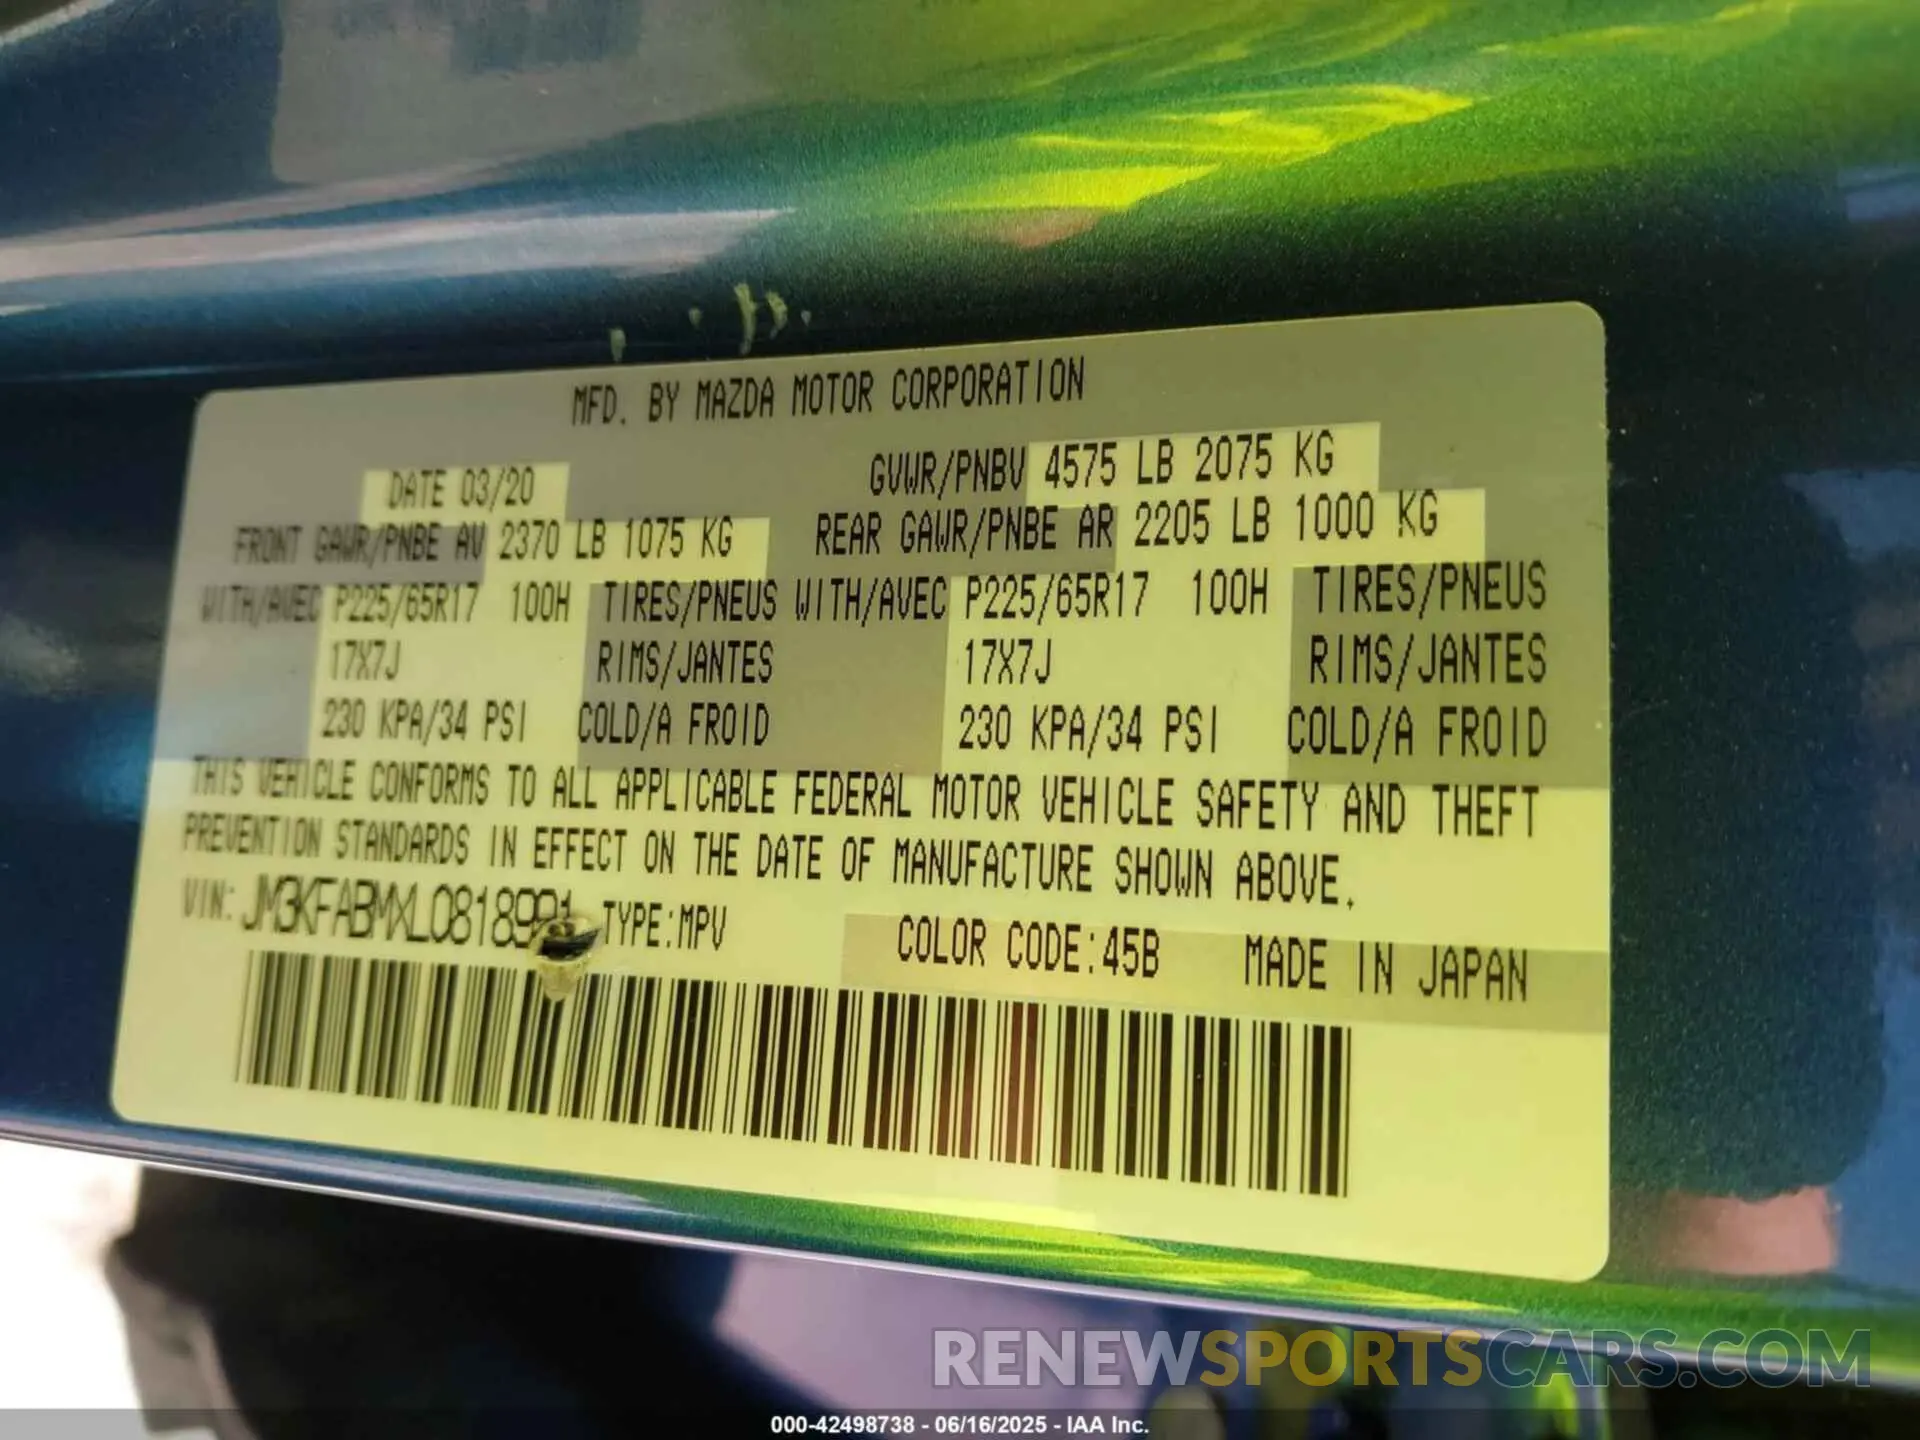 MFD. BY MAZDA MOTOR CORPORATION
DATE 03/20 GVWR/PNBV 4575 LB 2075 KG
FRONT GAWR/PNBE AV 2370 LB 1075 KG REAR GAWR/PNBE AR 2205 LB 1000 KG
WITH/AVEC P225/65R17 100H TIRES/PNEUS WITH/AVEC P225/65R17 100H TIRES/PNEUS
17X7J RIMS/JANTES 17X7J RIMS/JANTES
230 KPA/34 PSI COLD/A FROID 230 KPA/34 PSI COLD/A FROID
THIS VEHICLE CONFORMS TO ALL APPLICABLE FEDERAL MOTOR VEHICLE SAFETY AND THEFT
PREVENTION STANDARDS IN EFFECT ON THE DATE OF MANUFACTURE SHOWN ABOVE.
VIN: JM3KFABMXL0818991 TYPE:MPV COLOR CODE:45B MADE IN JAPAN
RENEWSPORTSCARS.COM
000-42498738 - 06/16/2025 - IAA Inc.